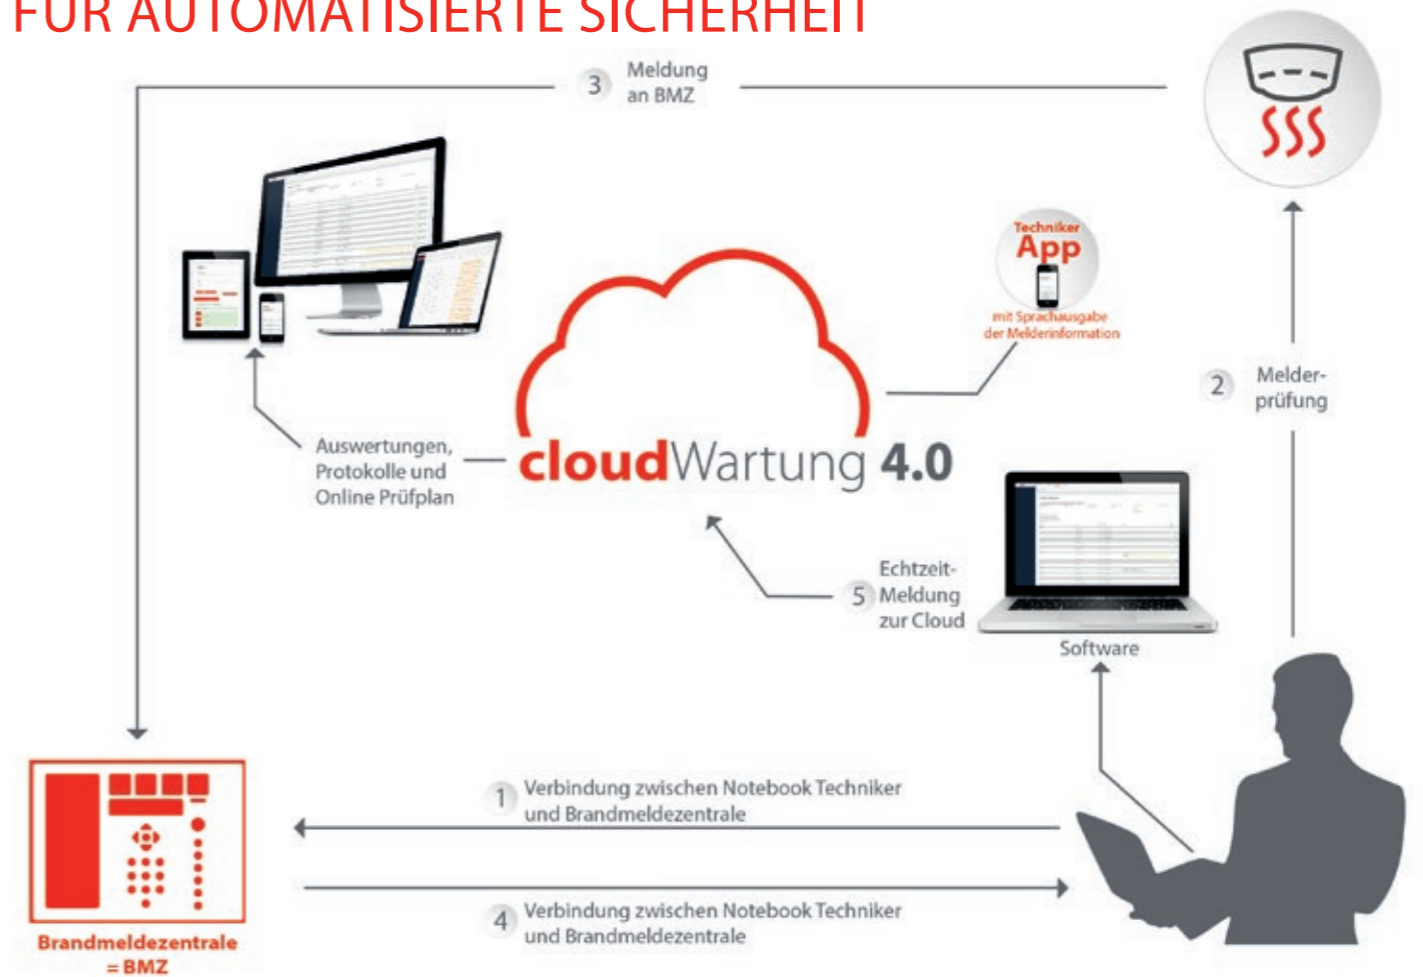 FÜR AUTOMATISIERTE SICHERHEIT
3
Meldung
an BMZ
Techniker
App
mit Sprachausgabe
der Melderinformation
2
Melder-
prüfung
Auswertungen,
Protokolle und
Online Prüfplan
cloudWartung 4.0
5
Echtzeit-
Meldung
zur Cloud
Software
1
Verbindung zwischen Notebook Techniker
und Brandmeldezentrale
4
Verbindung zwischen Notebook Techniker
und Brandmeldezentrale
Brandmeldezentrale
= BMZ